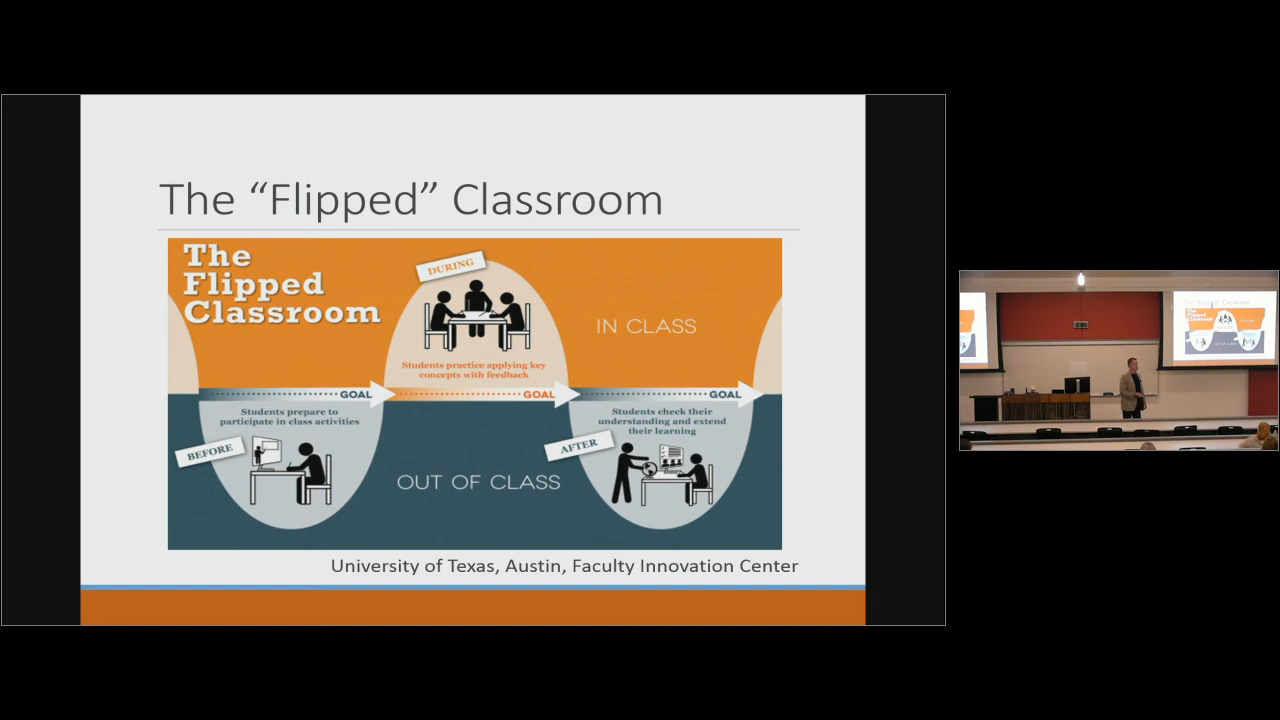 The “Flipped” Classroom
The
Flipped
Classroom
DURING
IN CLASS
Students practice applying key
concepts with feedback
GOAL
GOAL
GOAL
Students prepare to
participate in class activities
BEFORE
Students check their
understanding and extend
their learning
AFTER
OUT OF CLASS
University of Texas, Austin, Faculty Innovation Center